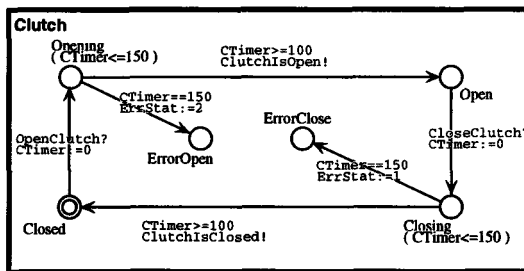 Clutch
Opening
( CTimer<=150 )
CTimer>=100
ClutchIsOpen!
Open
CTimer==150
ErrStat:=2
ErrorClose
ErrorOpen
OpenClutch?
CTimer:=0
CloseClutch?
CTimer:=0
CTimer==150
ErrStat:=1
Closed
CTimer>=100
ClutchIsClosed!
Closing
( CTimer<=150 )